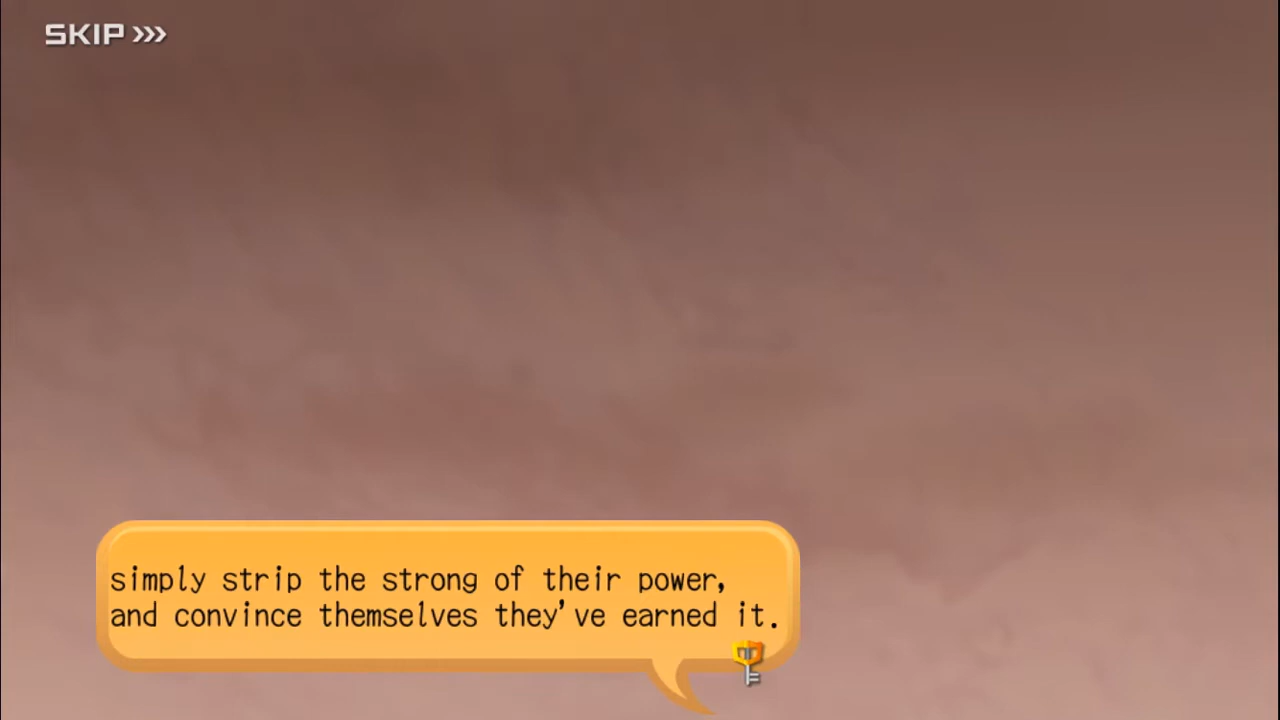 SKIP >>>
simply strip the strong of their power,
and convince themselves they've earned it.